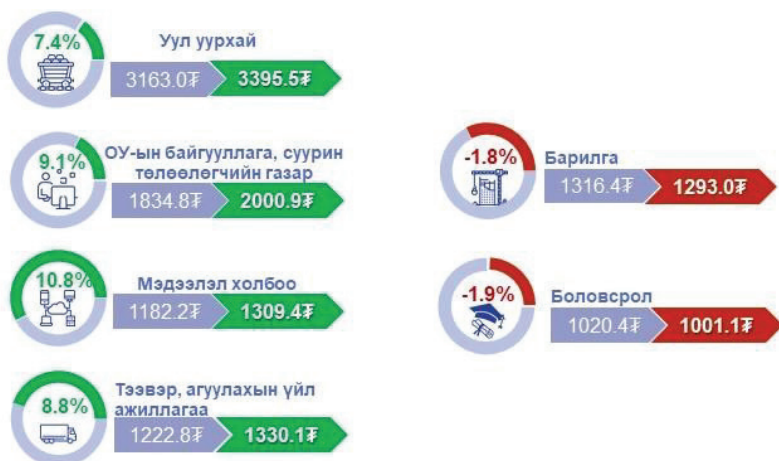 7.4%
Уул уурхай
3163.0₮ 3395.5₮
9.1%
ОУ-ын байгууллага, суурин
төлөөлөгчийн газар
1834.8₮ 2000.9₮
10.8%
Мэдээлэл холбоо
1182.2₮ 1309.4₮
Тээвэр, агуулахын үйл
ажиллагаа
8.8%
1222.8₮ 1330.1₮
-1.8%
Барилга
1316.4₮ 1293.0₮
-1.9%
Боловсрол
1020.4₮ 1001.1₮